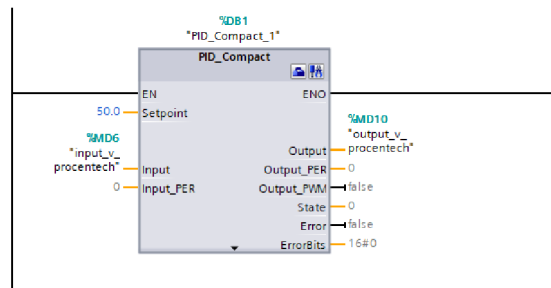 %DB1
"PID_Compact_1"
PID_Compact
EN ENO
50.0 Setpoint
%MD6
"input_v_
procentech" Input
0 Input_PER
%MD10
"output_v_
Output procentech"
Output_PER 0
Output_PWM false
State 0
Error false
ErrorBits 16#0